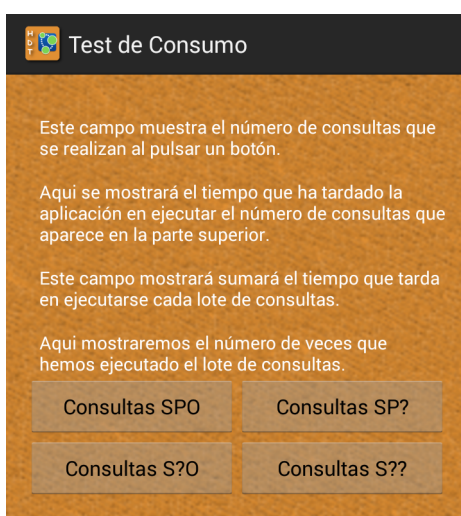 HDT
Test de Consumo
Este campo muestra el número de consultas que
se realizan al pulsar un botón.
Aqui se mostrará el tiempo que ha tardado la
aplicación en ejecutar el número de consultas que
aparece en la parte superior.
Este campo mostrará sumará el tiempo que tarda
en ejecutarse cada lote de consultas.
Aqui mostraremos el número de veces que
hemos ejecutado el lote de consultas.
Consultas SPO
Consultas SP?
Consultas S?O
Consultas S??